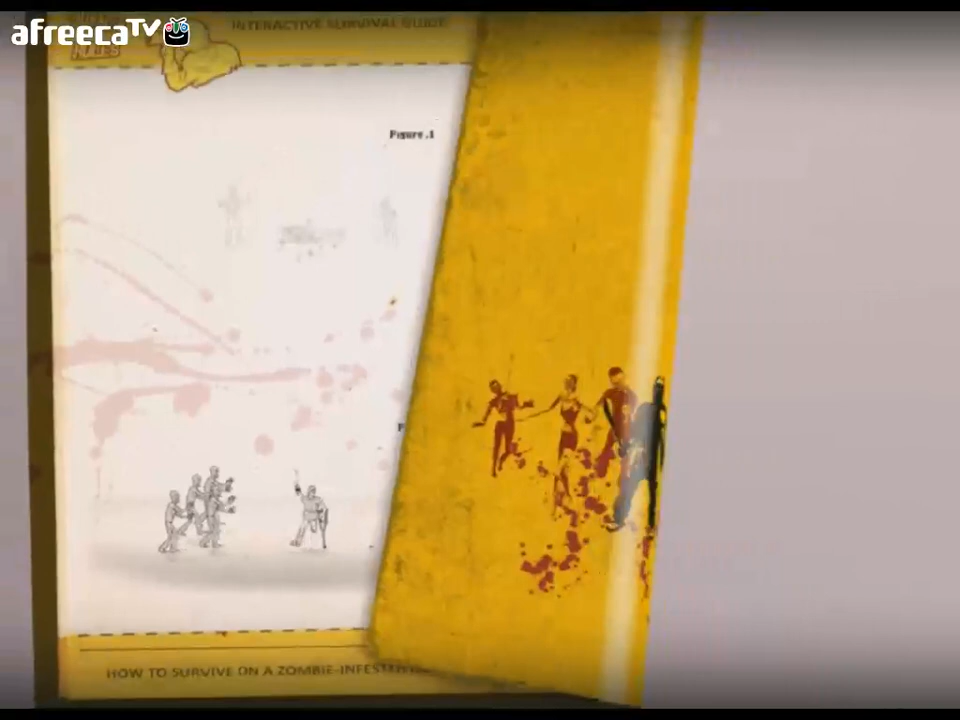 afreecaTV
INTERACTIVE SURVIVAL GUIDE
Figure.1
HOW TO SURVIVE ON A ZOMBIE-INFESTED